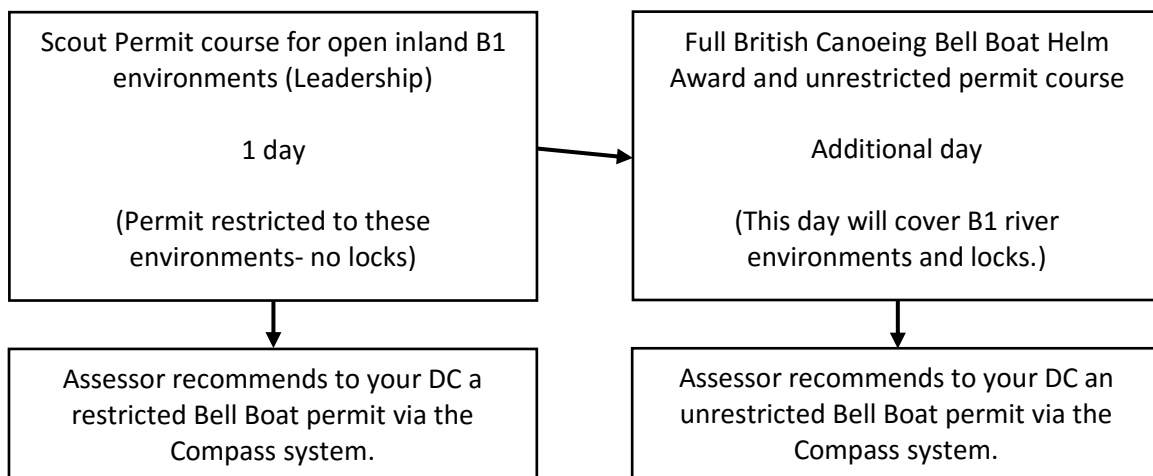 Scout Permit course for open inland B1
environments (Leadership)
1 day
(Permit restricted to these
environments- no locks)
Full British Canoeing Bell Boat Helm
Award and unrestricted permit course
Additional day
(This day will cover B1 river
environments and locks.)
Assessor recommends to your DC a
restricted Bell Boat permit via the
Compass system.
Assessor recommends to your DC an
unrestricted Bell Boat permit via the
Compass system.